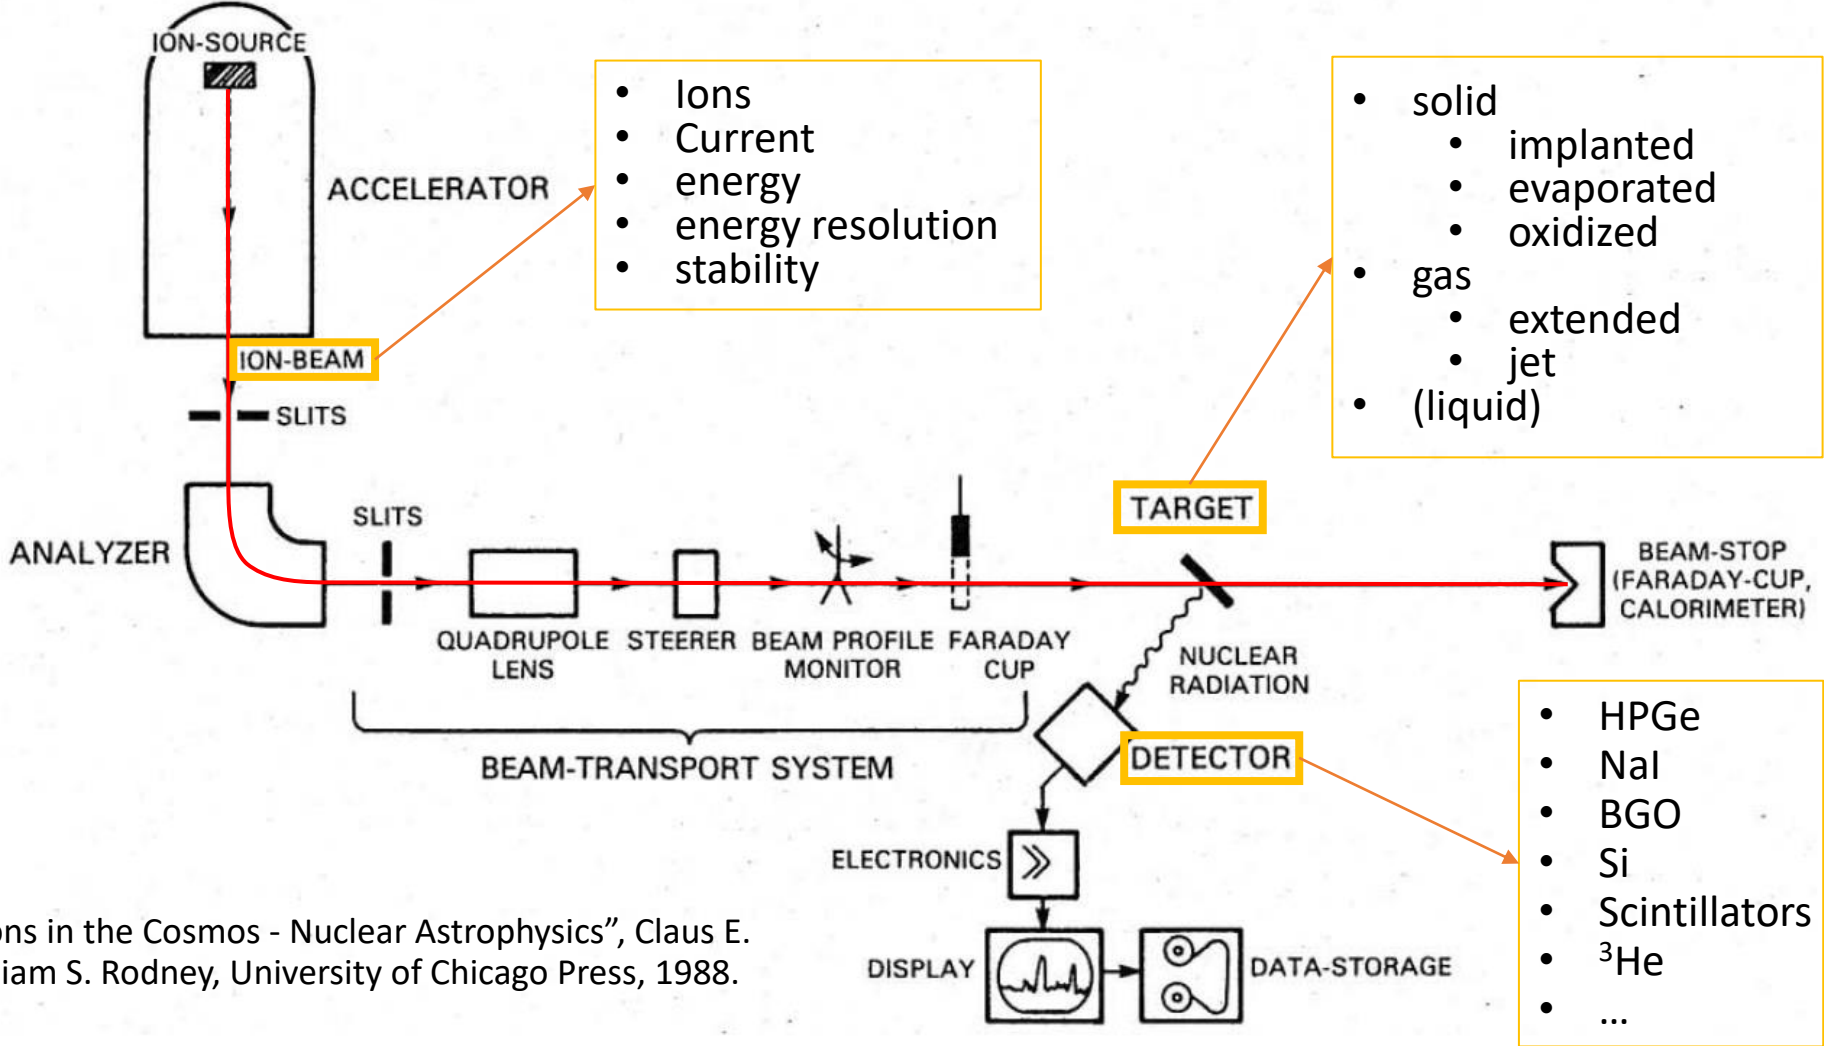 ION-SOURCE
ACCELERATOR
• Ions
• Current
• energy
• energy resolution
• stability
• solid
• implanted
• evaporated
• oxidized
• gas
• extended
• jet
• (liquid)
ION-BEAM
SLITS
ANALYZER
SLITS
QUADRUPOLE
LENS
STEERER
BEAM PROFILE
MONITOR
FARADAY
CUP
TARGET
BEAM-STOP
(FARADAY-CUP,
CALORIMETER)
NUCLEAR
RADIATION
BEAM-TRANSPORT SYSTEM
DETECTOR
• HPGe
• NaI
• BGO
• Si
• Scintillators
• ³He
• ...
ELECTRONICS
DISPLAY
DATA-STORAGE
ons in the Cosmos - Nuclear Astrophysics”, Claus E.
iam S. Rodney, University of Chicago Press, 1988.